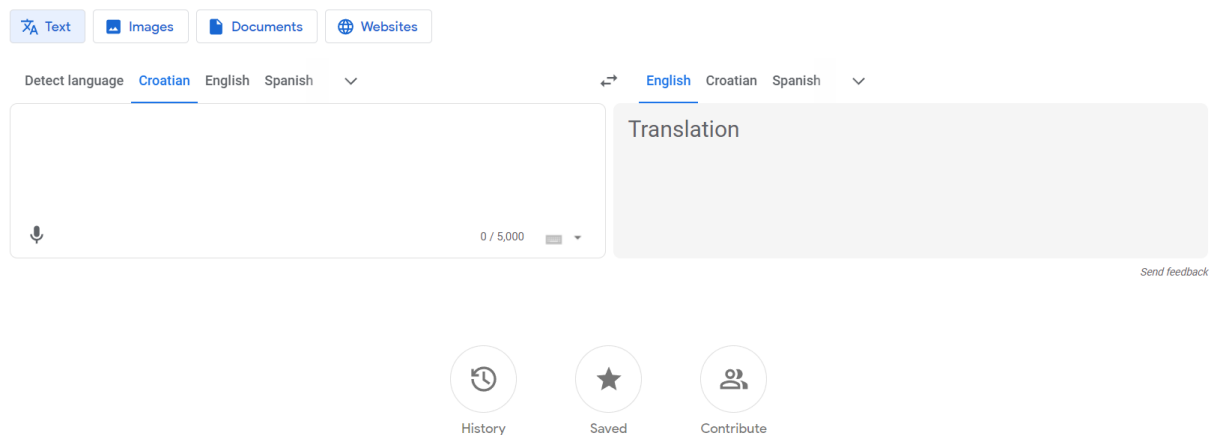 Text Images Documents Websites
Detect language Croatian English Spanish English Croatian Spanish
Translation
0 / 5,000
Send feedback
History Saved Contribute